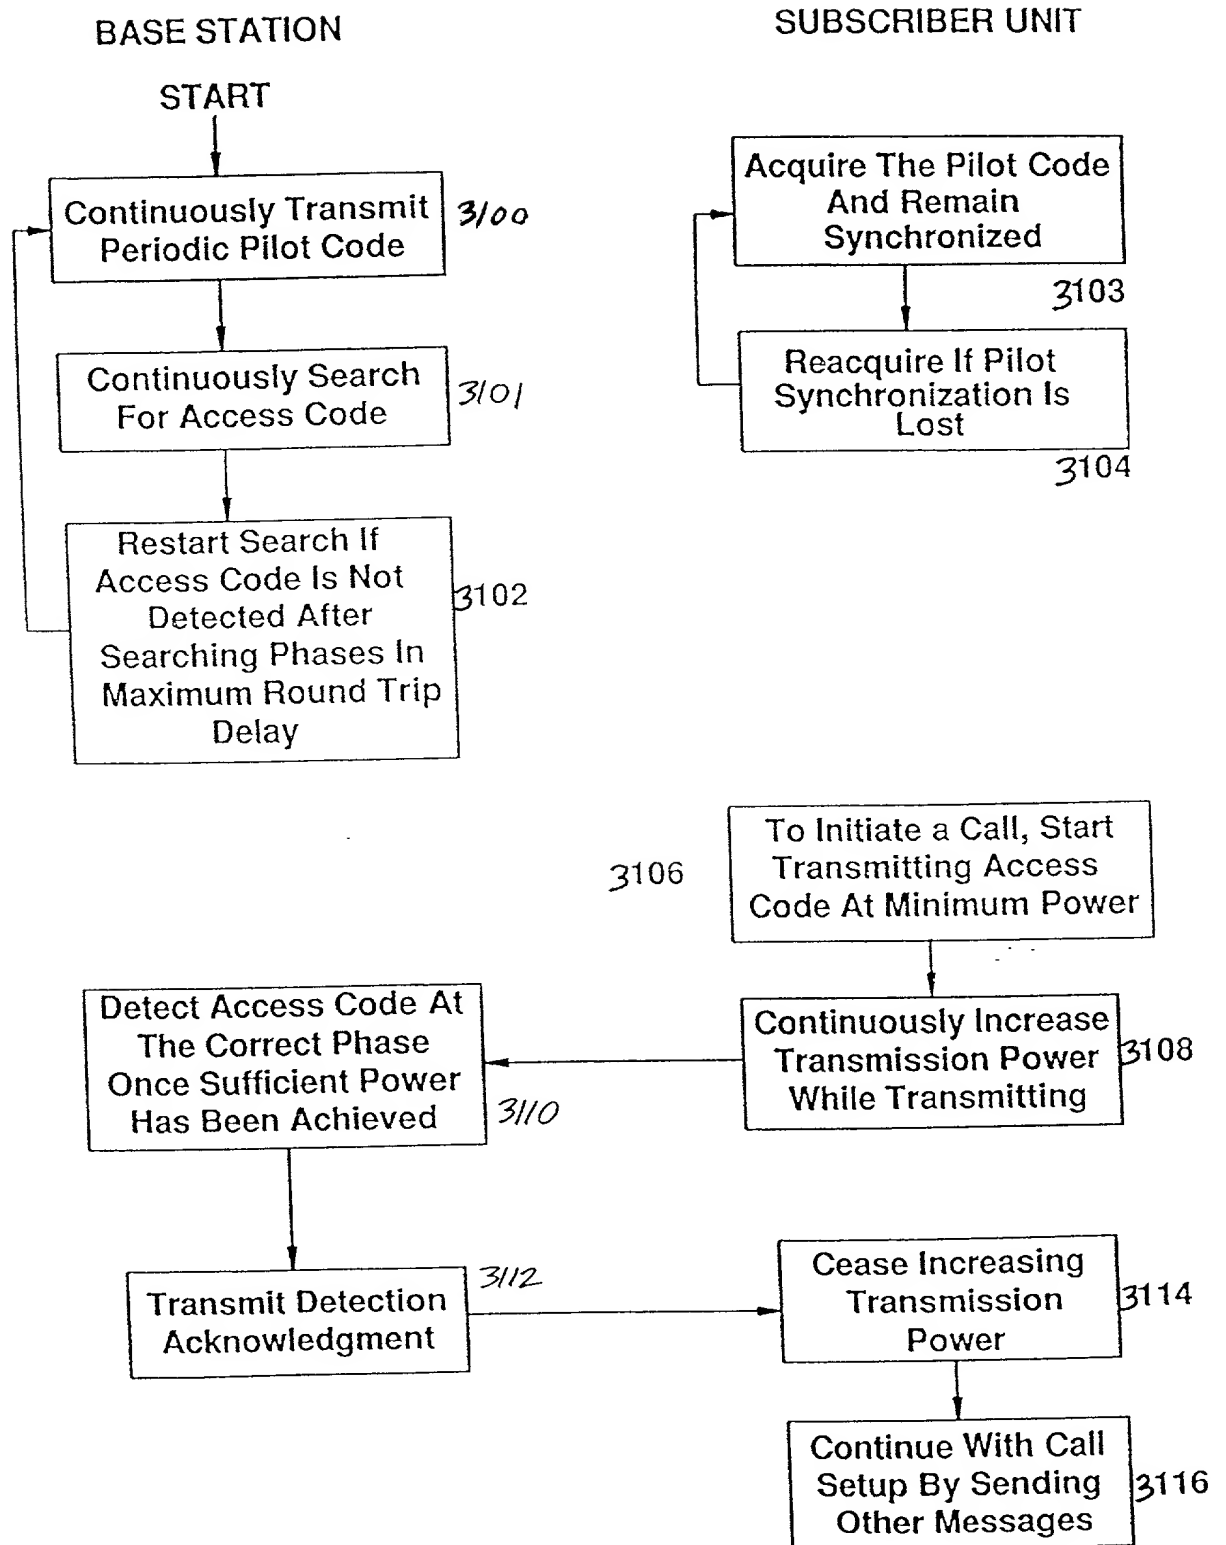 BASE STATION
START
Continuously Transmit
Periodic Pilot Code
3100
Continuously Search
For Access Code
3101
Restart Search If
Access Code Is Not
Detected After
Searching Phases In
Maximum Round Trip
Delay
3102
SUBSCRIBER UNIT
Acquire The Pilot Code
And Remain
Synchronized
3103
Reacquire If Pilot
Synchronization Is
Lost
3104
3106
To Initiate a Call, Start
Transmitting Access
Code At Minimum Power
Continuously Increase
Transmission Power
While Transmitting
3108
Detect Access Code At
The Correct Phase
Once Sufficient Power
Has Been Achieved
3110
Transmit Detection
Acknowledgment
3112
Cease Increasing
Transmission
Power
3114
Continue With Call
Setup By Sending
Other Messages
3116